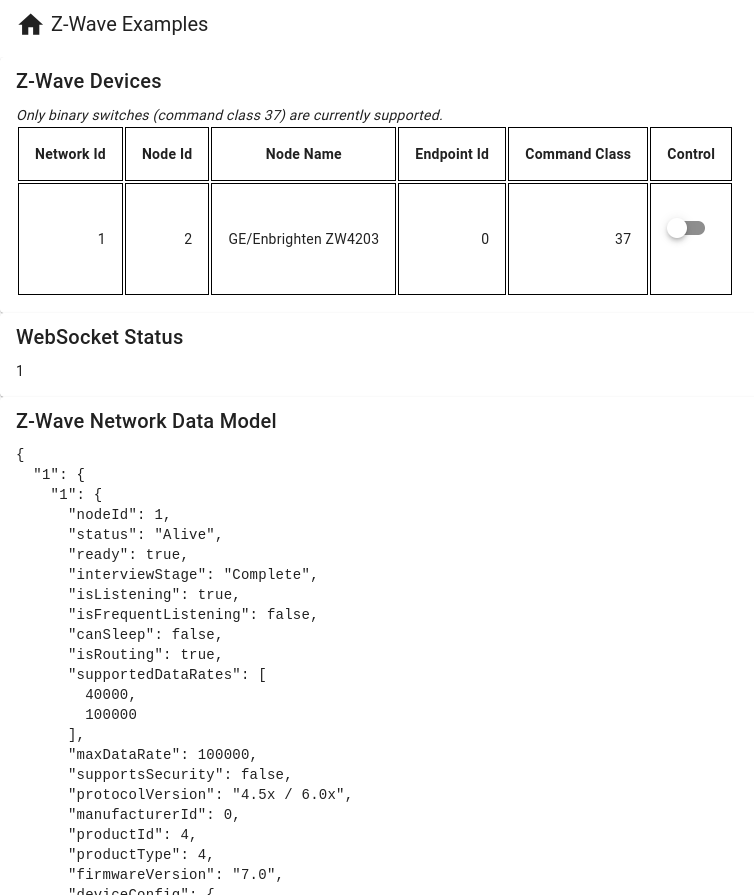 Z-Wave Examples
Z-Wave Devices
Only binary switches (command class 37) are currently supported.
Network Id Node Id Node Name Endpoint Id Command Class Control
1 2 GE/Enbrighten ZW4203 0 37
WebSocket Status
1
Z-Wave Network Data Model
{
  "1": {
    "1": {
      "nodeId": 1,
      "status": "Alive",
      "ready": true,
      "interviewStage": "Complete",
      "isListening": true,
      "isFrequentListening": false,
      "canSleep": false,
      "isRouting": true,
      "supportedDataRates": [
        40000,
        100000
      ],
      "maxDataRate": 100000,
      "supportsSecurity": false,
      "protocolVersion": "4.5x / 6.0x",
      "manufacturerId": 0,
      "productId": 4,
      "productType": 4,
      "firmwareVersion": "7.0",
      "deviceConfig": {